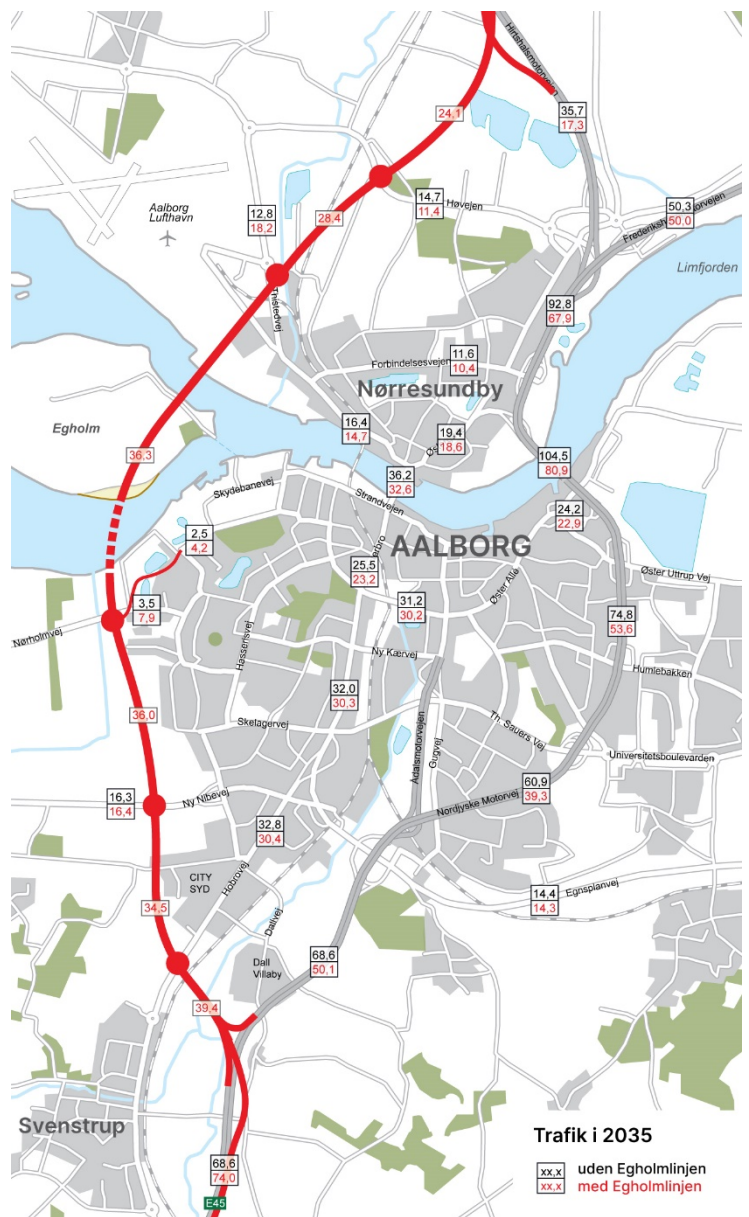 Hirtshalsmotorvejen
35,7
17,3
24,1
50,3
50,0
14,7
11,4
Høvejen
Aalborg
Lufthavn
12,8
18,2
28,4
Limfjorden
92,8
67,9
Thistedvej
11,6
10,4
Forbindelsesvejen
Nørresundby
Egholm
16,4
14,7
19,4
18,6
36,3
104,5
80,9
36,2
32,6
Skydebanevej
Strandvejen
24,2
22,9
2,5
4,2
AALBORG
25,5
23,2
Øster Uttrup Vej
Øster Alle
3,5
7,9
31,2
30,2
74,8
53,6
Nørholmvej
Hasserisvej
Ny Kærvej
Humlebakken
32,0
30,3
36,0
Skelagervej
Th. Sauers Vej
Ådalsmotorvejen
Gugvej
Universitetsboulevarden
60,9
39,3
16,3
16,4
Ny Nibevej
Nordjyske Motorvej
32,8
30,4
CITY
SYD
Hobrovej
14,4
14,3
Egnsplanvej
34,5
Dallvej
68,6
50,1
Dall
Villaby
39,4
Svenstrup
68,6
74,0
E45
Trafik i 2035
xx,x uden Egholmlinjen
xx,x med Egholmlinjen